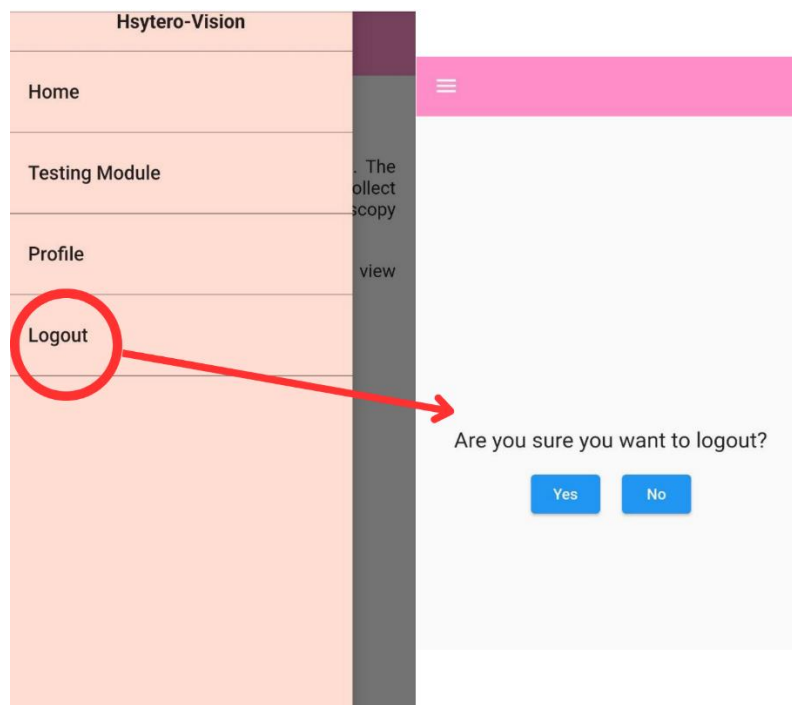 Hsytero-Vision
Home
Testing Module
Profile
Logout
. The
ollect
scopy
view
Are you sure you want to logout?
Yes
No